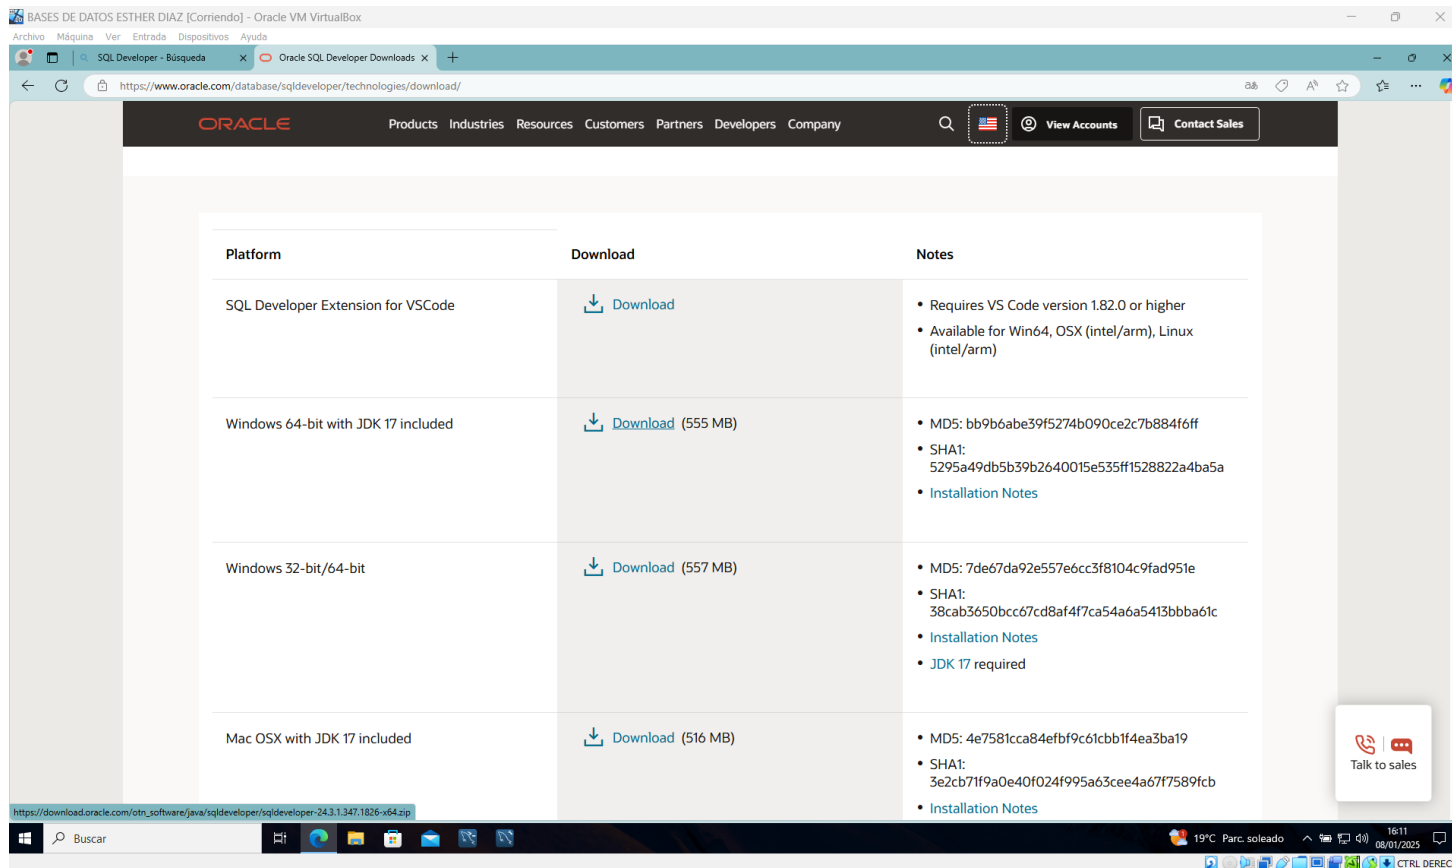 BASES DE DATOS ESTHER DIAZ [Corriendo] - Oracle VM VirtualBox
Archivo Máquina Ver Entrada Dispositivos Ayuda
SQL Developer - Búsqueda
Oracle SQL Developer Downloads
https://www.oracle.com/database/sqldeveloper/technologies/download/
ORACLE Products Industries Resources Customers Partners Developers Company View Accounts Contact Sales
Platform Download Notes
SQL Developer Extension for VSCode Download • Requires VS Code version 1.82.0 or higher
• Available for Win64, OSX (intel/arm), Linux
(intel/arm)
Windows 64-bit with JDK 17 included Download (555 MB) • MD5: bb9b6abe39f5274b090ce2c7b884f6ff
• SHA1:
5295a49db5b39b2640015e535ff1528822a4ba5a
• Installation Notes
Windows 32-bit/64-bit Download (557 MB) • MD5: 7de67da92e557e6cc3f8104c9fad951e
• SHA1:
38cab3650bcc67cd8af4f7ca54a6a5413bbba61c
• Installation Notes
• JDK 17 required
Mac OSX with JDK 17 included Download (516 MB) • MD5: 4e7581cca84efbf9c61cbb1f4ea3ba19
• SHA1:
3e2cb71f9a0e40f024f995a63cee4a67f7589fcb
• Installation Notes
Talk to sales
https://download.oracle.com/otn_software/java/sqldeveloper/sqldeveloper-24.3.1.347.1826-x64.zip
Buscar
19°C Parc. soleado
16:11
08/01/2025
CTRL DEREC